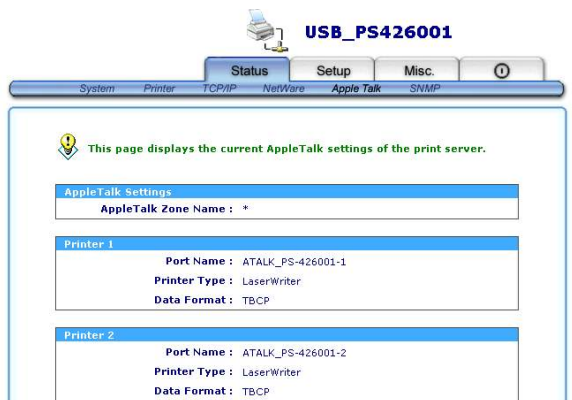 USB_PS426001
Status Setup Misc.
System Printer TCP/IP NetWare Apple Talk SNMP
This page displays the current AppleTalk settings of the print server.
AppleTalk Settings
AppleTalk Zone Name : *
Printer 1
Port Name : ATALK_PS-426001-1
Printer Type : LaserWriter
Data Format : TBCP
Printer 2
Port Name : ATALK_PS-426001-2
Printer Type : LaserWriter
Data Format : TBCP